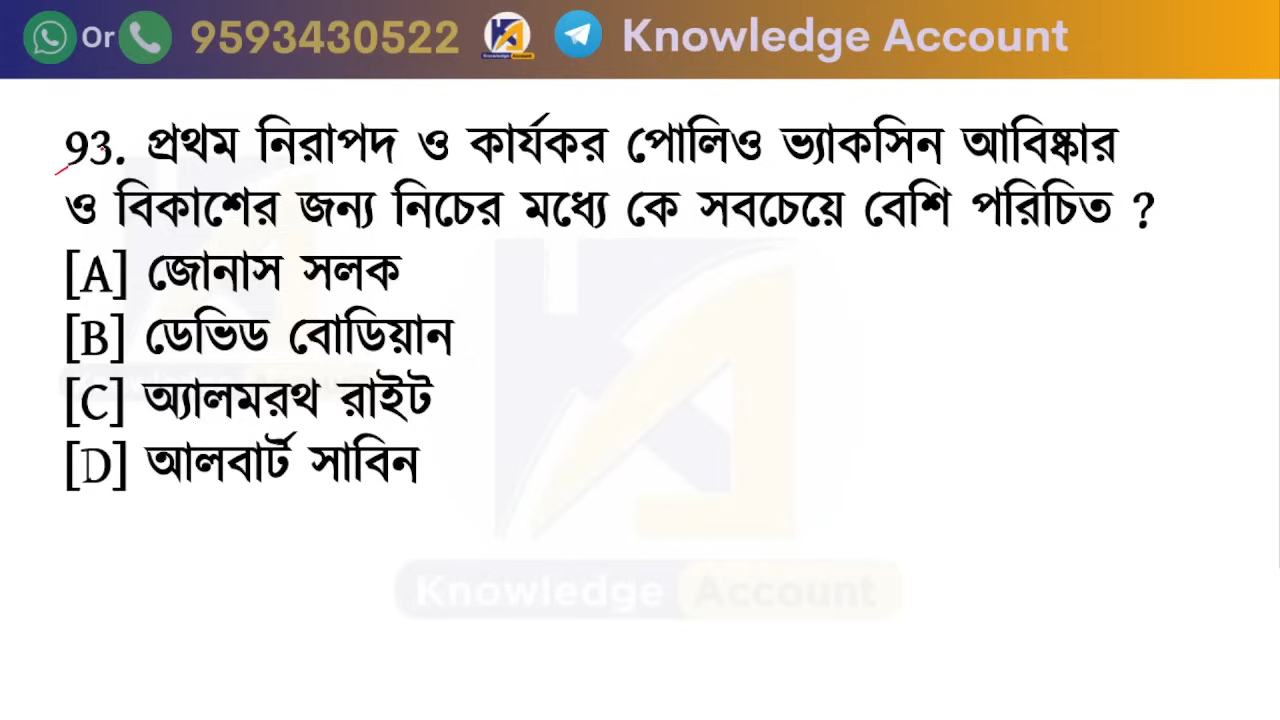 Or 9593430522 Knowledge Account
93. প্রথম নিরাপদ ও কার্যকর পোলিও ভ্যাকসিন আবিষ্কার
ও বিকাশের জন্য নিচের মধ্যে কে সবচেয়ে বেশি পরিচিত ?
[A] জোনাস সলক
[B] ডেভিড বোডিয়ান
[C] অ্যালমরথ রাইট
[D] আলবার্ট সাবিন
Knowledge Account